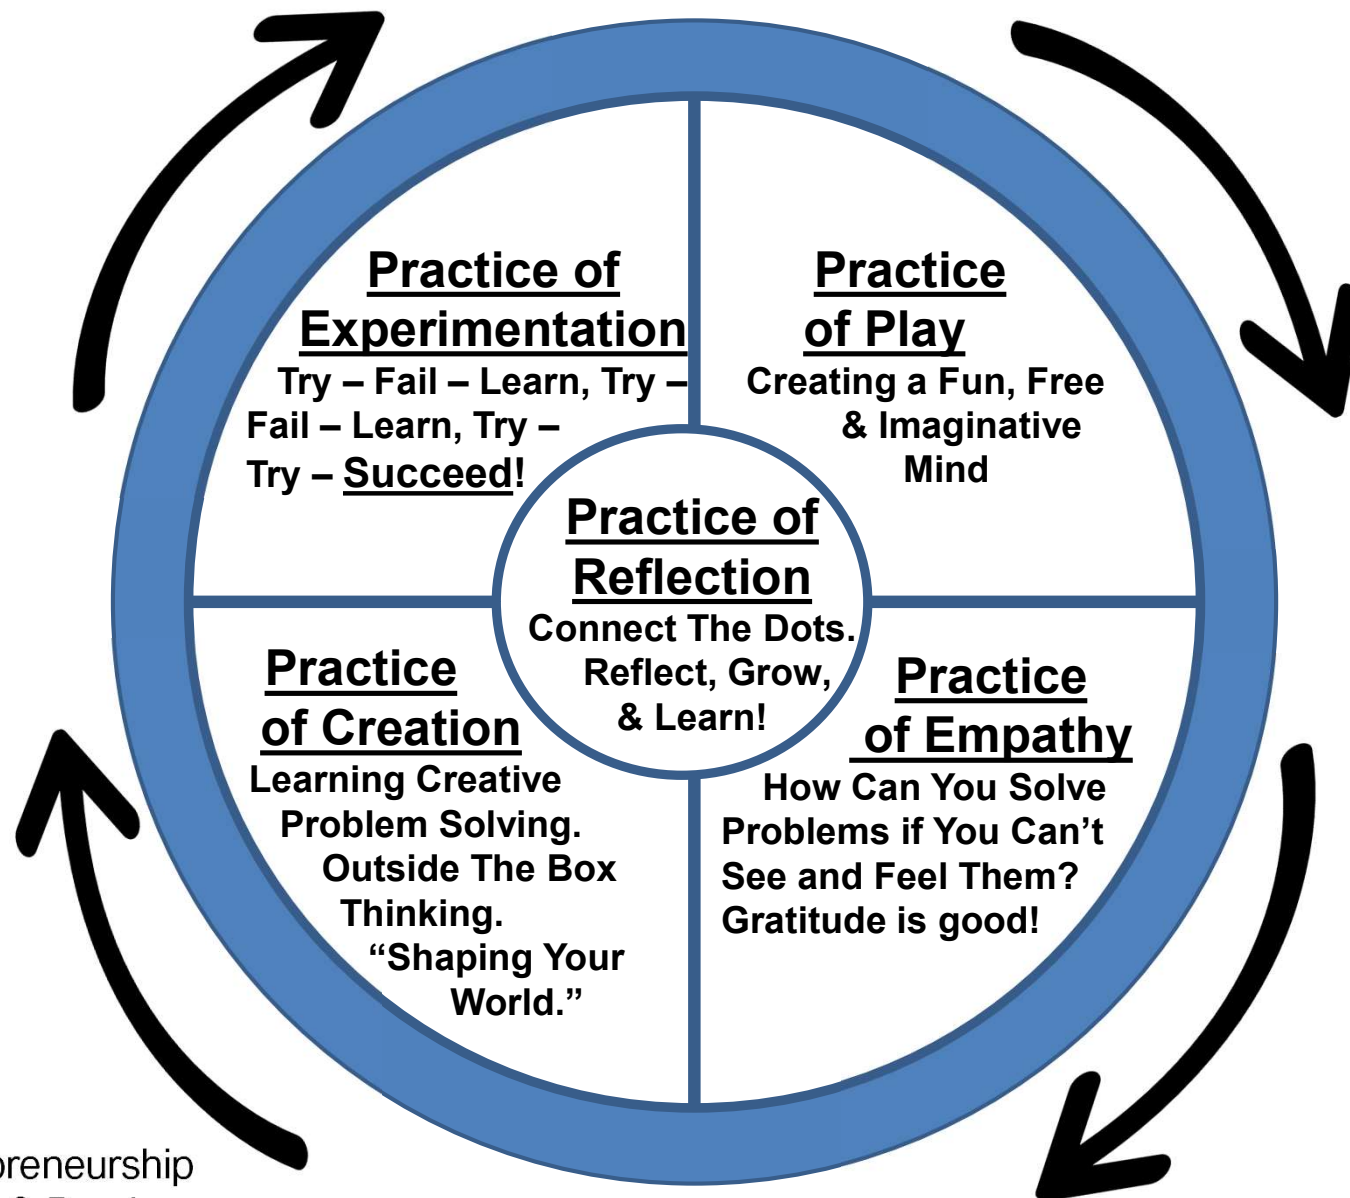 Practice of
Experimentation
Try – Fail – Learn, Try –
Fail – Learn, Try –
Try – Succeed!
Practice
of Play
Creating a Fun, Free
& Imaginative
Mind
Practice of
Reflection
Connect The Dots.
Reflect, Grow,
& Learn!
Practice
of Creation
Learning Creative
Problem Solving.
Outside The Box
Thinking.
“Shaping Your
World.”
Practice
of Empathy
How Can You Solve
Problems if You Can’t
See and Feel Them?
Gratitude is good!
preneurship